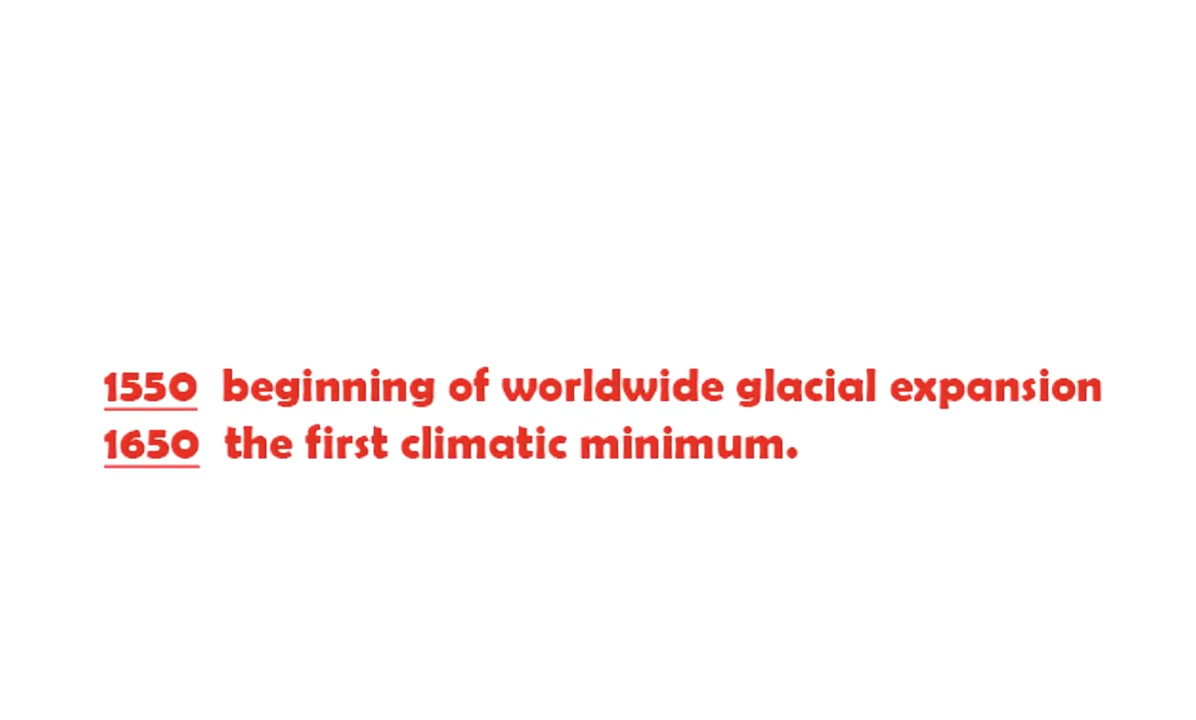 1550 beginning of worldwide glacial expansion
1650 the first climatic minimum.